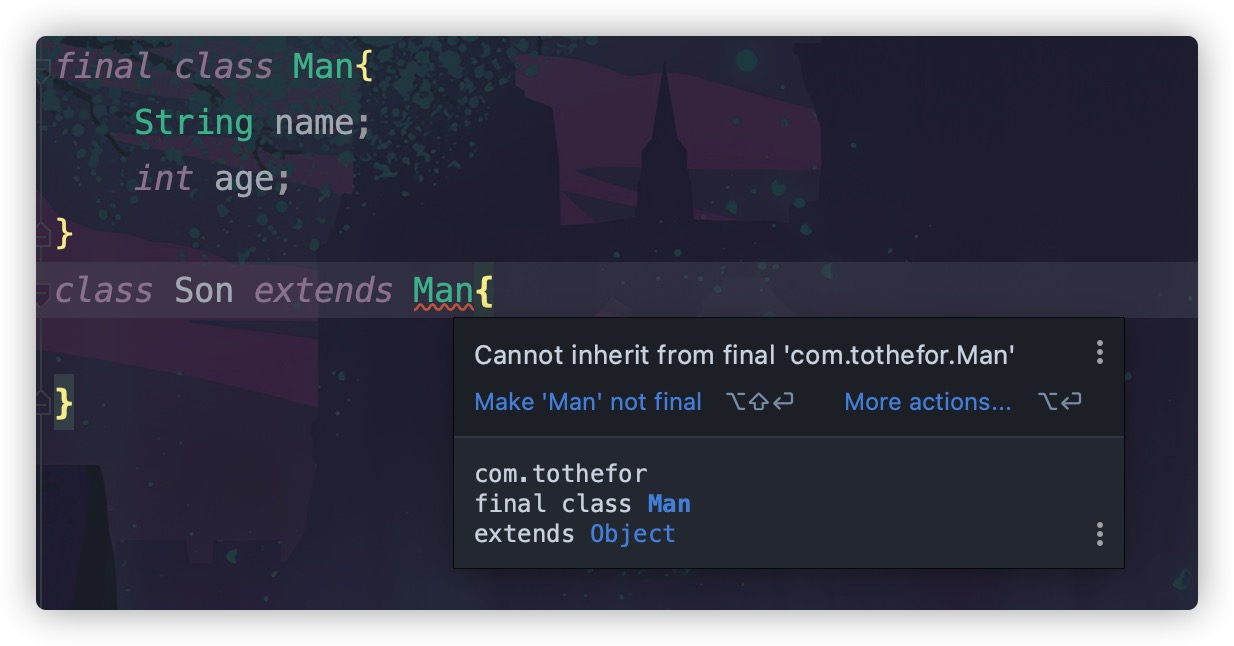 final class Man{
    String name;
    int age;
}
class Son extends Man{
Cannot inherit from final 'com.tothefor.Man'
Make 'Man' not final ⌥⇧⏎ More actions... ⌥⏎
}
com.tothefor
final class Man
extends Object